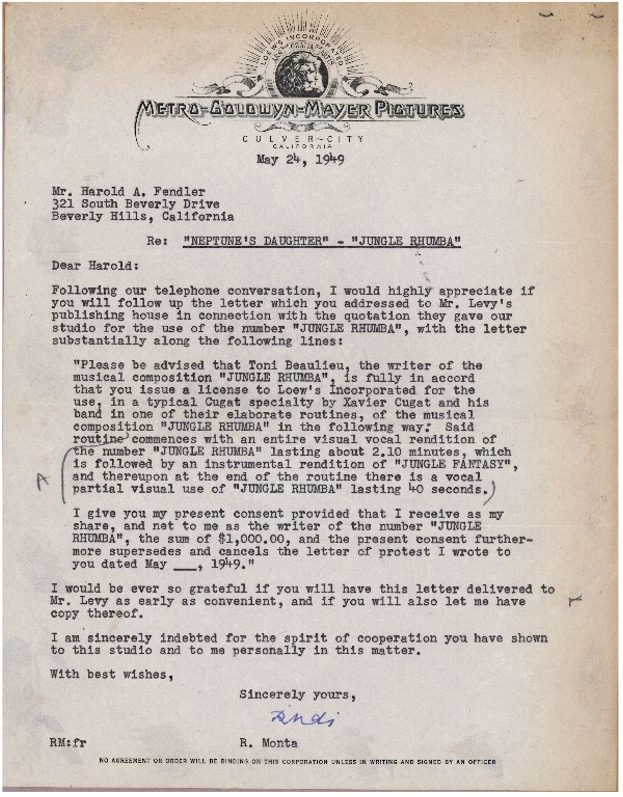 LOEW'S INCORPORATED
ARS GRATIA ARTIS
METRO-GOLDWYN-MAYER PICTURES
CULVER-CITY
CALIFORNIA
May 24, 1949
Mr. Harold A. Fendler
321 South Beverly Drive
Beverly Hills, California
Re: "NEPTUNE'S DAUGHTER" - "JUNGLE RHUMBA"
Dear Harold:
Following our telephone conversation, I would highly appreciate if
you will follow up the letter which you addressed to Mr. Levy's
publishing house in connection with the quotation they gave our
studio for the use of the number "JUNGLE RHUMBA", with the letter
substantially along the following lines:
"Please be advised that Toni Beaulieu, the writer of the
musical composition "JUNGLE RHUMBA", is fully in accord
that you issue a license to Loew's Incorporated for the
use, in a typical Cugat specialty by Xavier Cugat and his
band in one of their elaborate routines, of the musical
composition "JUNGLE RHUMBA" in the following way: Said
routine commences with an entire visual vocal rendition of
the number "JUNGLE RHUMBA" lasting about 2.10 minutes, which
is followed by an instrumental rendition of "JUNGLE FANTASY",
and thereupon at the end of the routine there is a vocal
partial visual use of "JUNGLE RHUMBA" lasting 40 seconds.
I give you my present consent provided that I receive as my
share, and net to me as the writer of the number "JUNGLE
RHUMBA", the sum of $1,000.00, and the present consent further-
more supersedes and cancels the letter of protest I wrote to
you dated May ___, 1949."
I would be ever so grateful if you will have this letter delivered to
Mr. Levy as early as convenient, and if you will also let me have
copy thereof.
I am sincerely indebted for the spirit of cooperation you have shown
to this studio and to me personally in this matter.
With best wishes,
Sincerely yours,
RM:fr R. Monta
NO AGREEMENT OR ORDER WILL BE BINDING ON THIS CORPORATION UNLESS IN WRITING AND SIGNED BY AN OFFICER